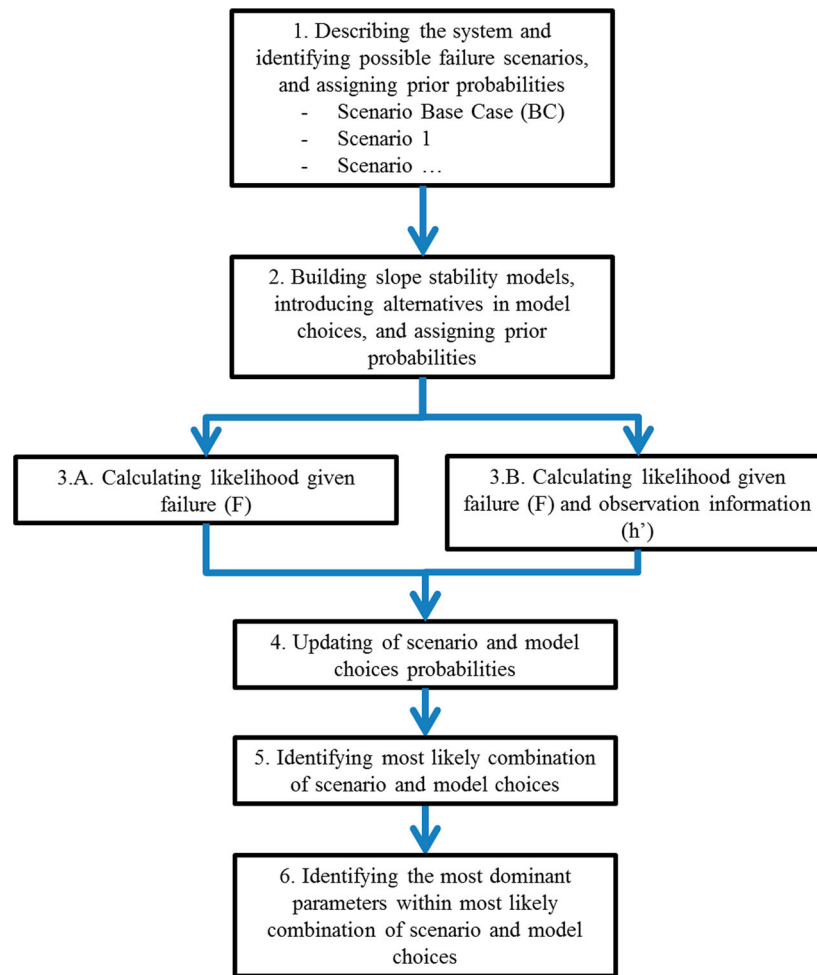 1. Describing the system and
identifying possible failure scenarios,
and assigning prior probabilities
- Scenario Base Case (BC)
- Scenario 1
- Scenario …
2. Building slope stability models,
introducing alternatives in model
choices, and assigning prior
probabilities
3.A. Calculating likelihood given
failure (F)
3.B. Calculating likelihood given
failure (F) and observation information
(h’)
4. Updating of scenario and model
choices probabilities
5. Identifying most likely combination
of scenario and model choices
6. Identifying the most dominant
parameters within most likely
combination of scenario and model
choices